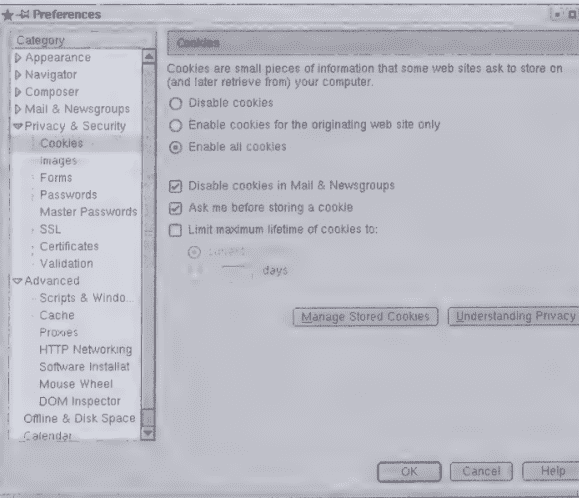 Preferences
Category
Appearance
Navigator
Composer
Mail & Newsgroups
Privacy & Security
Cookies
Images
Forms
Passwords
Master Passwords
SSL
Certificates
Validation
Advanced
Scripts & Windo...
Cache
Proxies
HTTP Networking
Software Installat
Mouse Wheel
DOM Inspector
Offline & Disk Space
Calendar
Cookies
Cookies are small pieces of information that some web sites ask to store on
(and later retrieve from) your computer.
Disable cookies
Enable cookies for the originating web site only
Enable all cookies
Disable cookies in Mail & Newsgroups
Ask me before storing a cookie
Limit maximum lifetime of cookies to:
days
Manage Stored Cookies
Understanding Privacy
OK
Cancel
Help